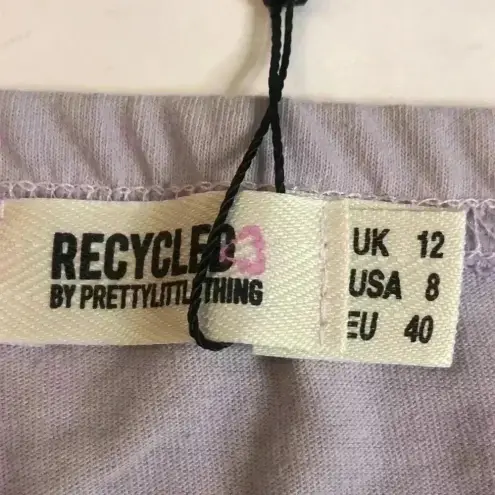 RECYCLED
BY PRETTYLITTLETHING
UK 12
USA 8
EU 40